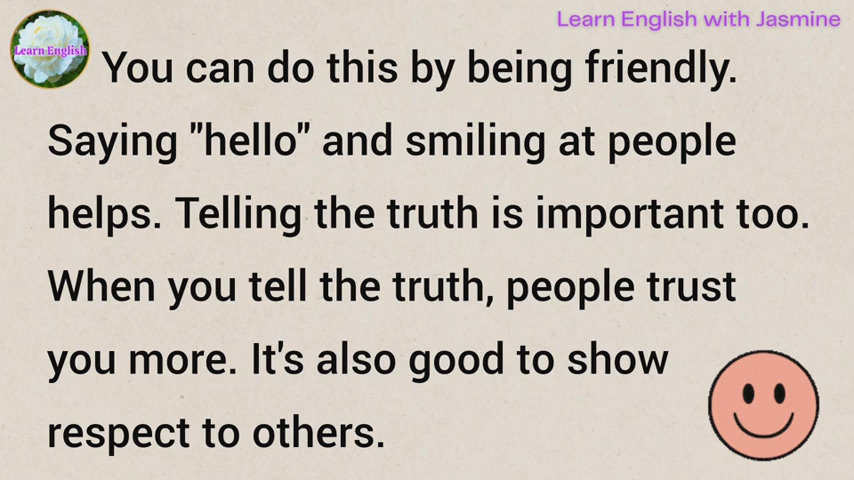 Learn English with Jasmine
Learn English
You can do this by being friendly.
Saying "hello" and smiling at people
helps. Telling the truth is important too.
When you tell the truth, people trust
you more. It's also good to show
respect to others.